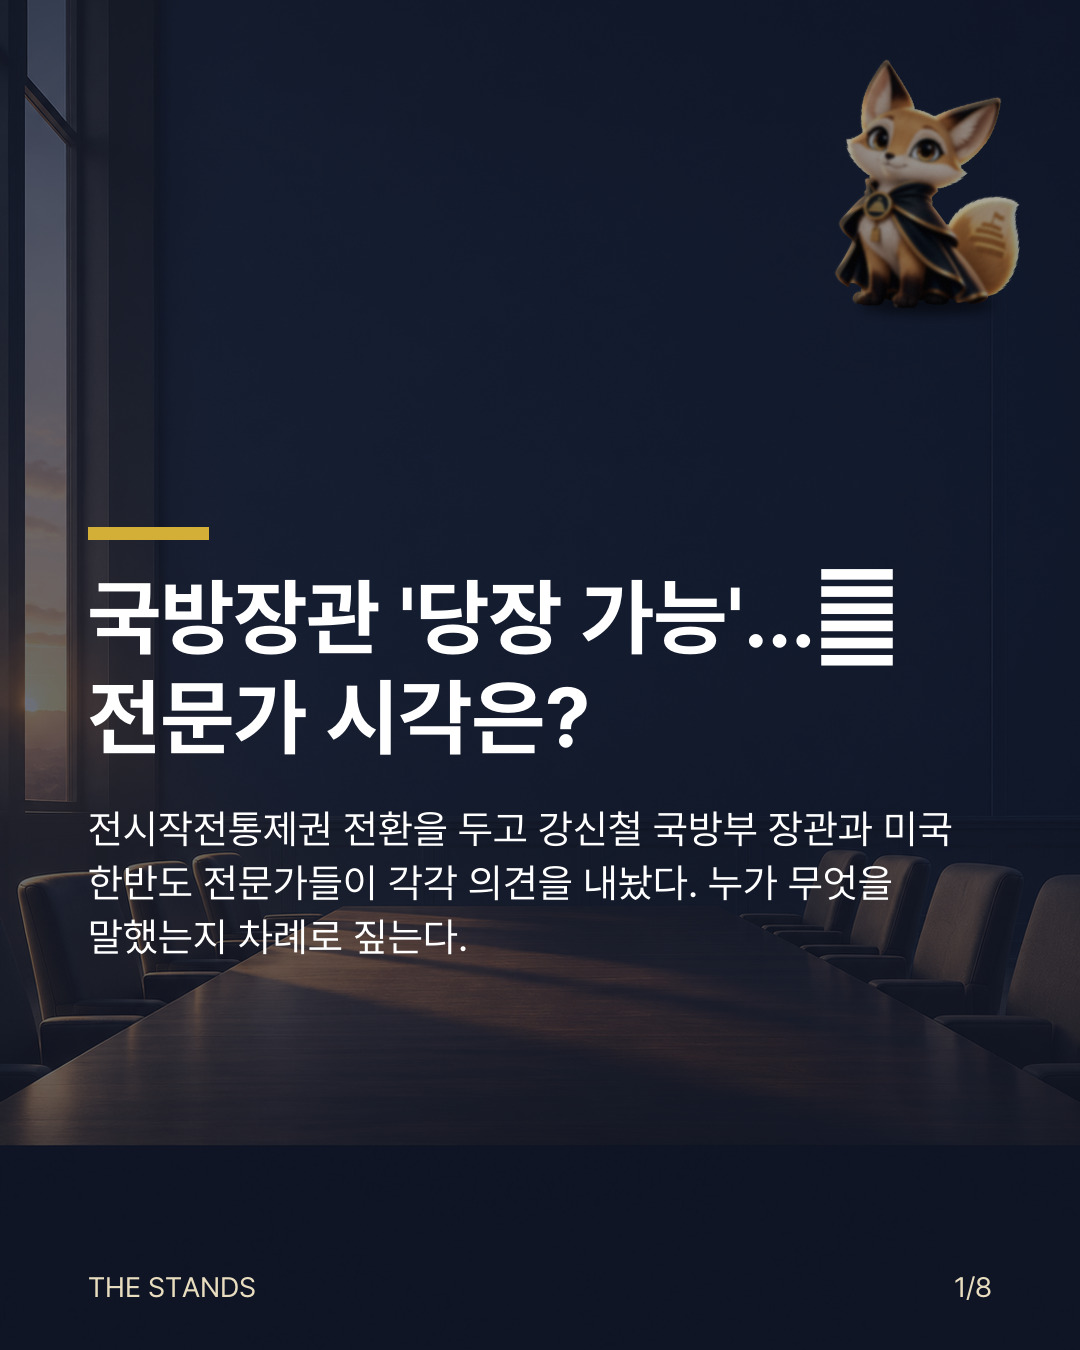 국방장관 '당장 가능'...
전문가 시각은?
전시작전통제권 전환을 두고 강신철 국방부 장관과 미국
한반도 전문가들이 각각 의견을 내놨다. 누가 무엇을
말했는지 차례로 짚는다.
THE STANDS
1/8